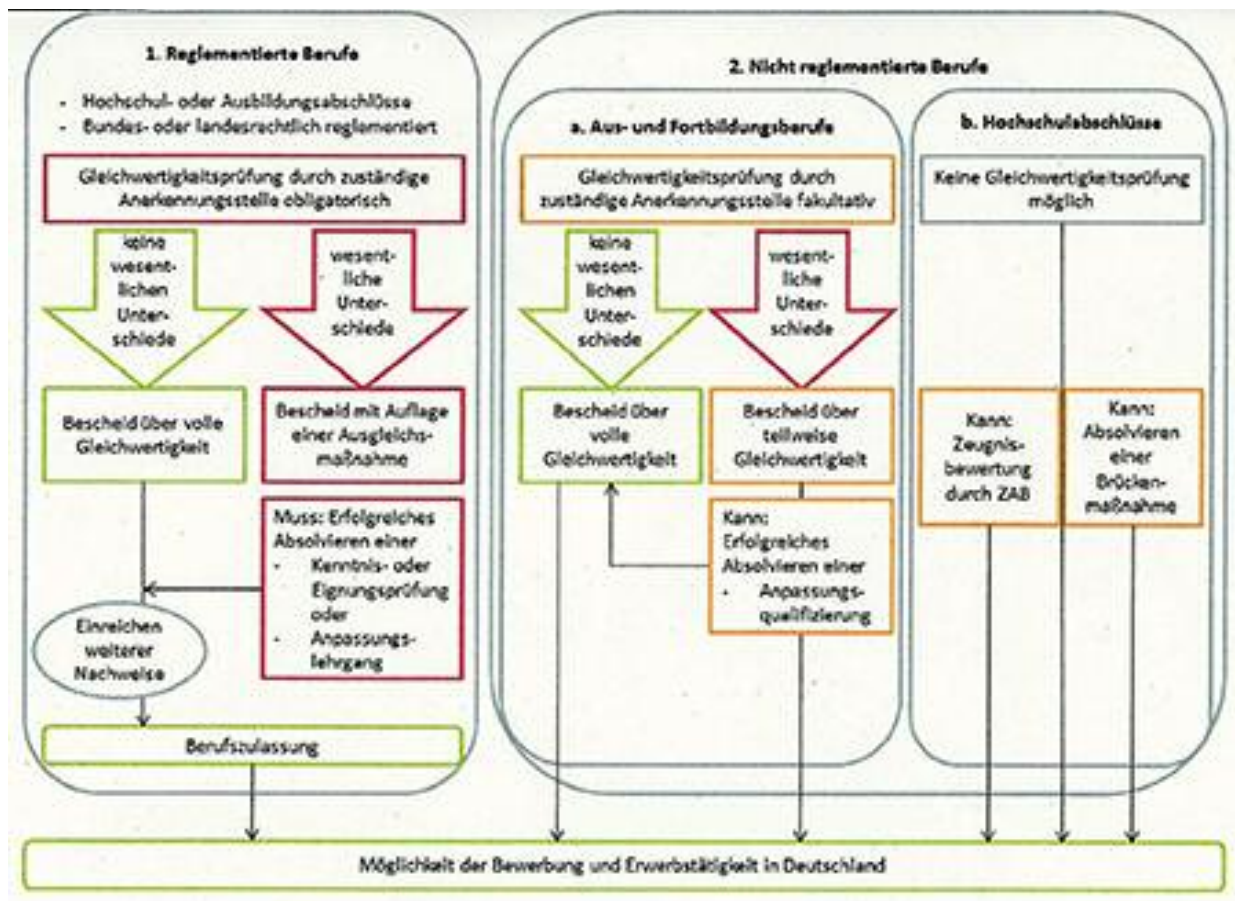 1. Reglementierte Berufe
- Hochschul- oder Ausbildungsabschlüsse
- Bundes- oder landesrechtlich reglementiert
Gleichwertigkeitsprüfung durch zuständige
Anerkennungsstelle obligatorisch
keine
wesent-
lichen
Unter-
schiede
wesent-
liche
Unter-
schiede
Bescheid über volle
Gleichwertigkeit
Bescheid mit Auflage
einer Ausgleichs-
maßnahme
Muss: Erfolgreiches
Absolvieren einer
- Kenntnis- oder
Eignungsprüfung
oder
- Anpassungs-
lehrgang
Einreichen
weiterer
Nachweise
Berufszulassung
2. Nicht reglementierte Berufe
a. Aus- und Fortbildungsberufe
Gleichwertigkeitsprüfung durch
zuständige Anerkennungsstelle fakultativ
keine
wesent-
lichen
Unter-
schiede
wesent-
liche
Unter-
schiede
Bescheid über
volle
Gleichwertigkeit
Bescheid über
teilweise
Gleichwertigkeit
Kann:
Erfolgreiches
Absolvieren einer
- Anpassungs-
qualifizierung
b. Hochschulabschlüsse
Keine Gleichwertigkeitsprüfung
möglich
Kann:
Zeugnis-
bewertung
durch ZAB
Kann:
Absolvieren
einer
Brücken-
maßnahme
Möglichkeit der Bewerbung und Erwerbstätigkeit in Deutschland